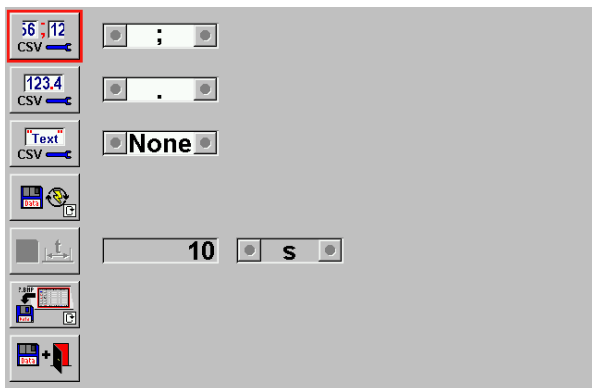 56 ; 12
CSV
;
123.4
CSV
.
"Text"
CSV
None
Data
t
10
s
Data
Data